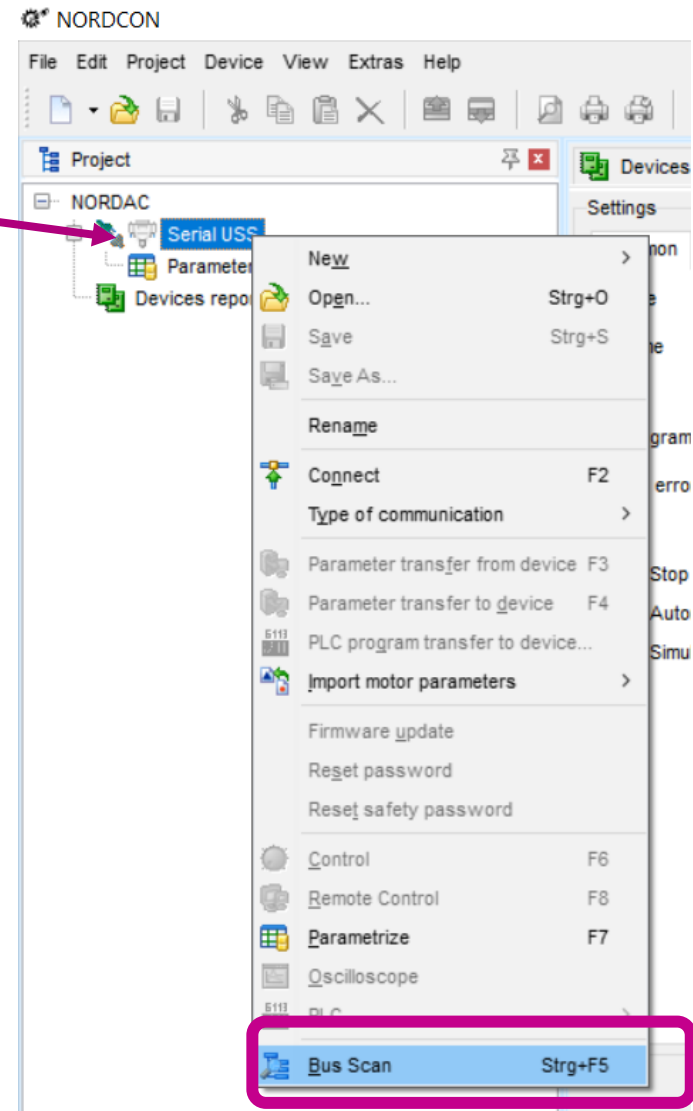 NORDCON
File Edit Project Device View Extras Help
Project
Devices
NORDAC
Settings
Serial USS
Parameter
Devices repo
New
Open... Strg+O
Save Strg+S
Save As...
Rename
Connect F2
Type of communication
Parameter transfer from device F3
Parameter transfer to device F4
PLC program transfer to device...
Stop
Import motor parameters
Firmware update
Reset password
Reset safety password
Control F6
Remote Control F8
Parametrize F7
Oscilloscope
PLC
Bus Scan Strg+F5